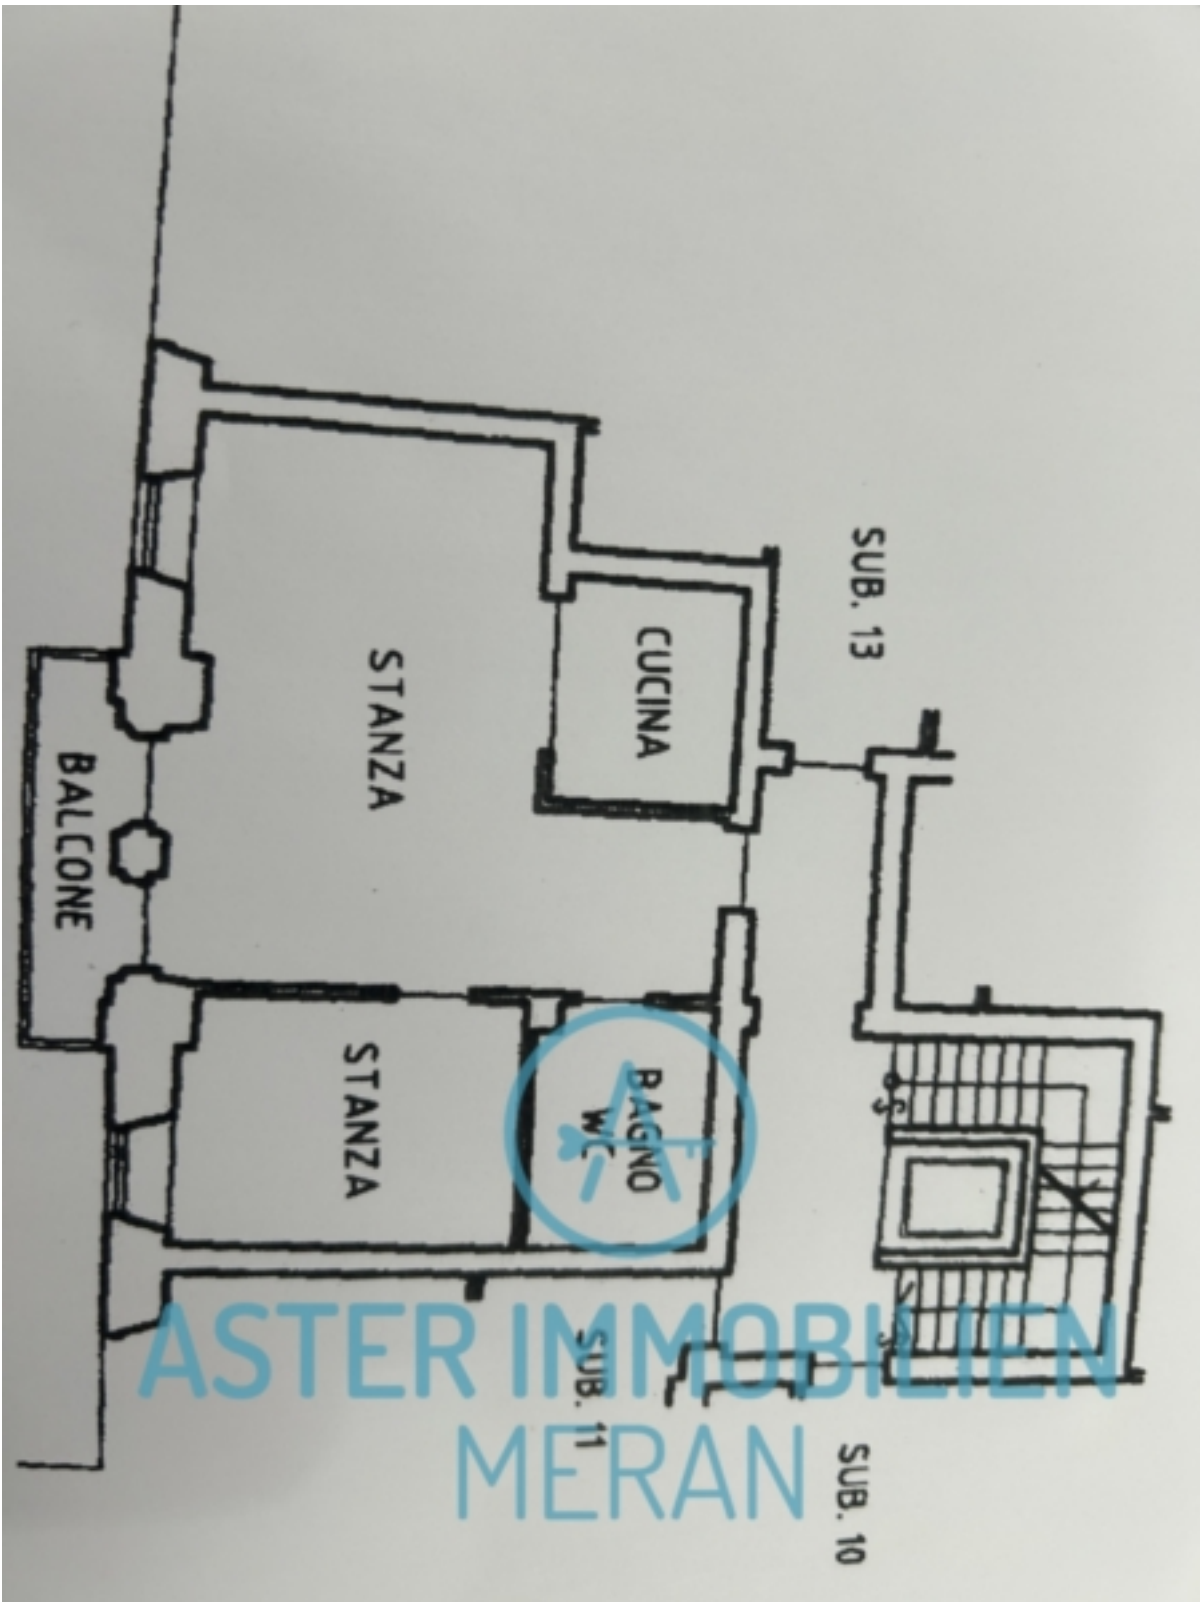 SUB. 13
CUCINA
STANZA
BALCONE
STANZA
BAGNO
WC
S
S
SUB. 11
SUB. 10
ASTER IMMOBILIEN
MERAN